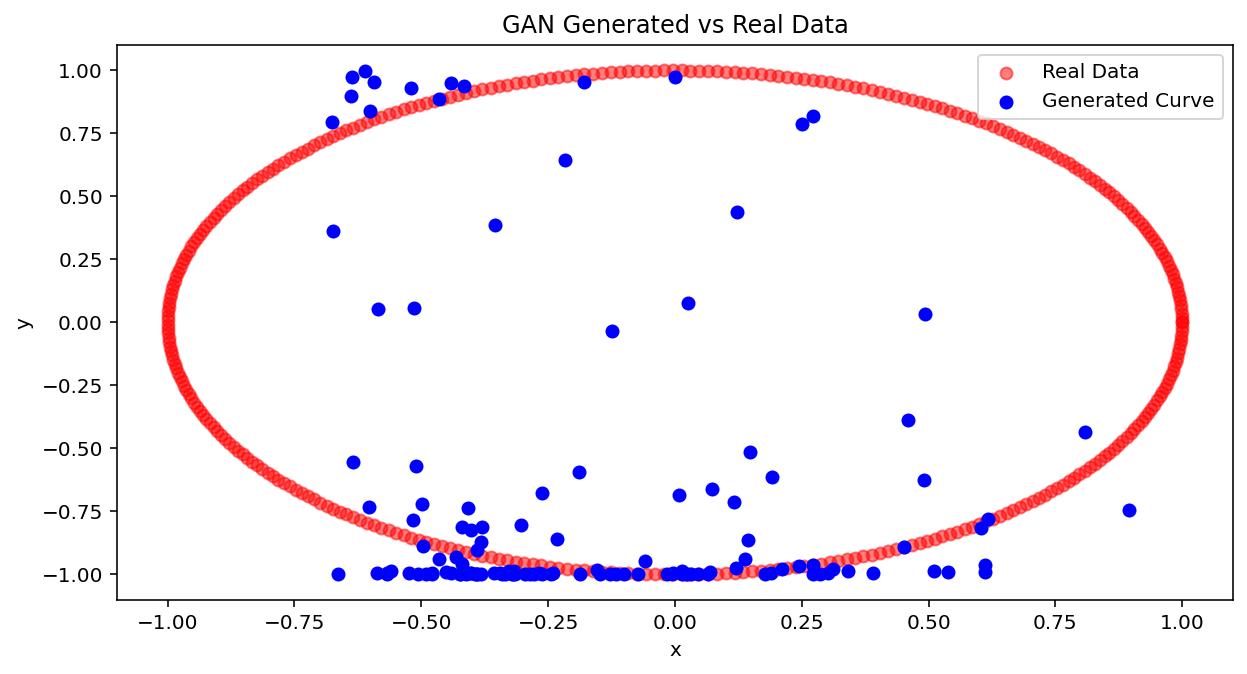 GAN Generated vs Real Data
Real Data
Generated Curve
y
1.00
0.75
0.50
0.25
0.00
−0.25
−0.50
−0.75
−1.00
−1.00 −0.75 −0.50 −0.25 0.00 0.25 0.50 0.75 1.00
x